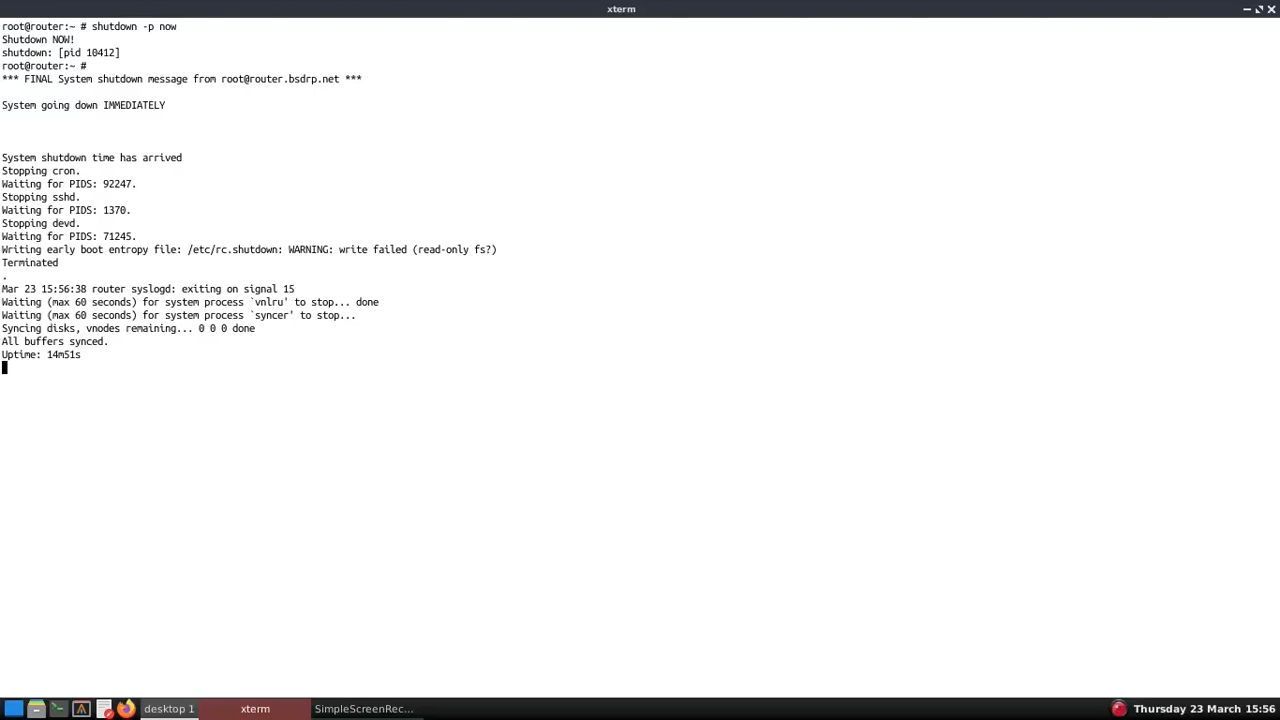 xterm
root@router:~ # shutdown -p now
Shutdown NOW!
shutdown: [pid 10412]
root@router:~ #
*** FINAL System shutdown message from root@router.bsdrp.net ***
System going down IMMEDIATELY
System shutdown time has arrived
Stopping cron.
Waiting for PIDS: 92247.
Stopping sshd.
Waiting for PIDS: 1370.
Stopping devd.
Waiting for PIDS: 71245.
Writing early boot entropy file: /etc/rc.shutdown: WARNING: write failed (read-only fs?)
Terminated
.
Mar 23 15:56:38 router syslogd: exiting on signal 15
Waiting (max 60 seconds) for system process `vnlru' to stop... done
Waiting (max 60 seconds) for system process `syncer' to stop...
Syncing disks, vnodes remaining... 0 0 0 done
All buffers synced.
Uptime: 14m51s
desktop 1 xterm SimpleScreenRec... Thursday 23 March 15:56